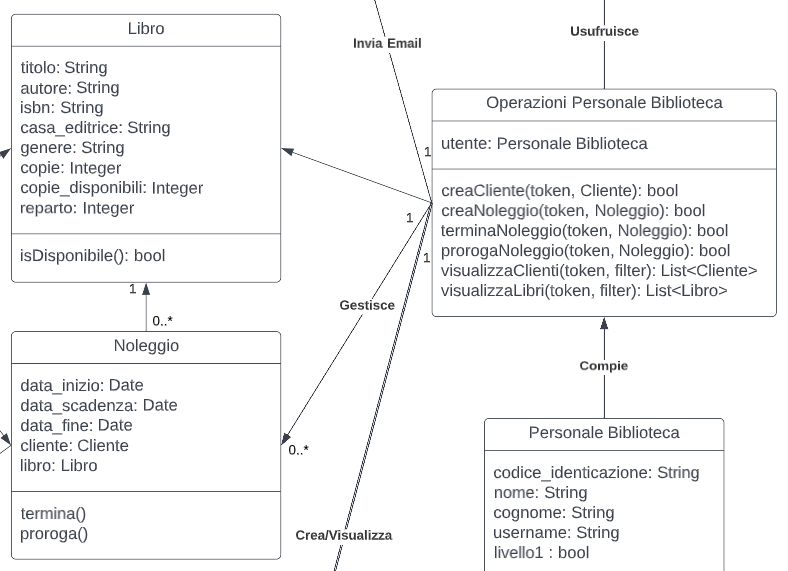 Libro
titolo: String
autore: String
isbn: String
casa_editrice: String
genere: String
copie: Integer
copie_disponibili: Integer
reparto: Integer
isDisponibile(): bool
1
0..*
Noleggio
data_inizio: Date
data_scadenza: Date
data_fine: Date
cliente: Cliente
libro: Libro
termina()
proroga()
Invia Email
1
1
1
Gestisce
0..*
Crea/Visualizza
Usufruisce
Operazioni Personale Biblioteca
utente: Personale Biblioteca
creaCliente(token, Cliente): bool
creaNoleggio(token, Noleggio): bool
terminaNoleggio(token, Noleggio): bool
prorogaNoleggio(token, Noleggio): bool
visualizzaClienti(token, filter): List<Cliente>
visualizzaLibri(token, filter): List<Libro>
Compie
Personale Biblioteca
codice_identicazione: String
nome: String
cognome: String
username: String
livello1 : bool